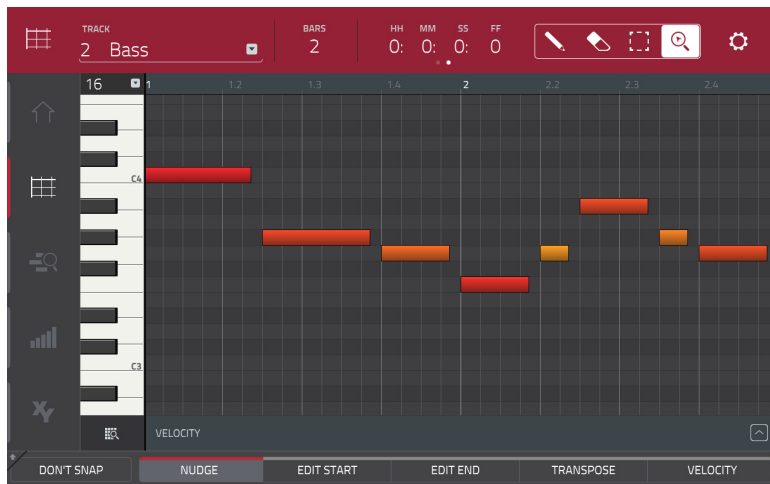 TRACK
2 Bass
BARS
2
HH MM SS FF
0: 0: 0: 0
16
1 1.2 1.3 1.4 2 2.2 2.3 2.4
C4
C3
XY
VELOCITY
DON'T SNAP NUDGE EDIT START EDIT END TRANSPOSE VELOCITY